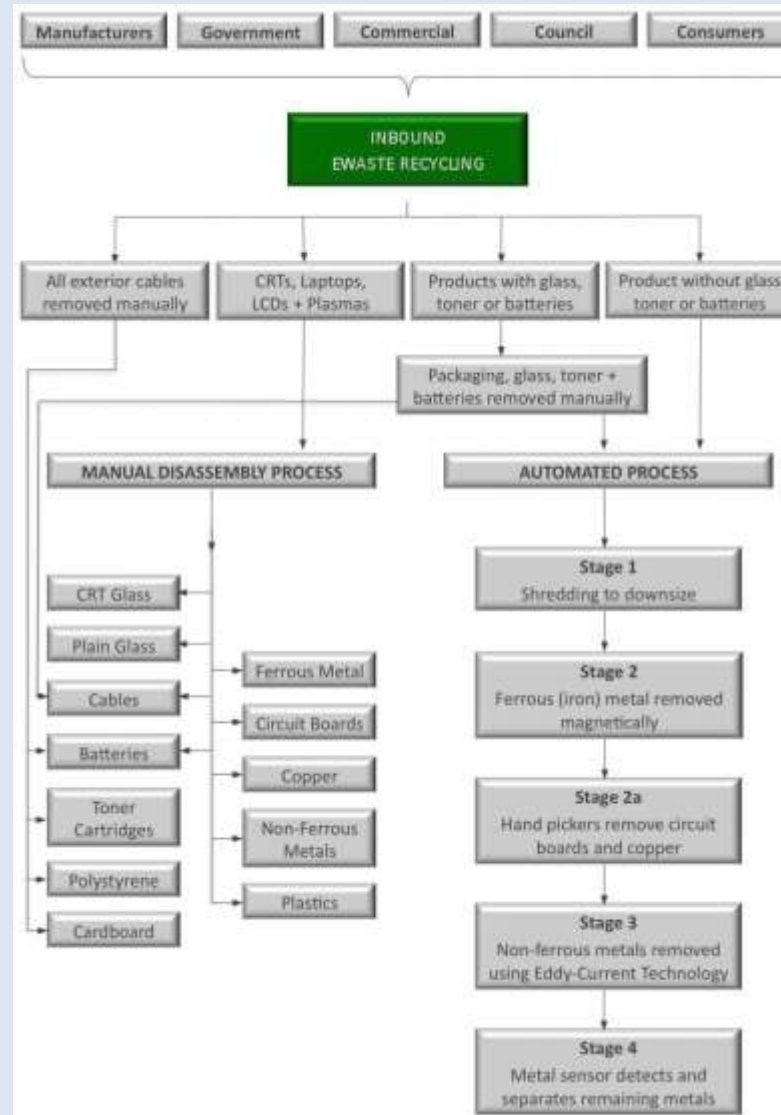 Manufacturers
Government
Commercial
Council
Consumers
INBOUND
EWASTE RECYCLING
All exterior cables
removed manually
CRTs, Laptops,
LCDs + Plasmas
Products with glass,
toner or batteries
Product without glass
toner or batteries
Packaging, glass, toner +
batteries removed manually
MANUAL DISASSEMBLY PROCESS
AUTOMATED PROCESS
CRT Glass
Plain Glass
Cables
Batteries
Toner
Cartridges
Polystyrene
Cardboard
Ferrous Metal
Circuit Boards
Copper
Non-Ferrous
Metals
Plastics
Stage 1
Shredding to downsize
Stage 2
Ferrous (iron) metal removed
magnetically
Stage 2a
Hand pickers remove circuit
boards and copper
Stage 3
Non-ferrous metals removed
using Eddy-Current Technology
Stage 4
Metal sensor detects and
separates remaining metals